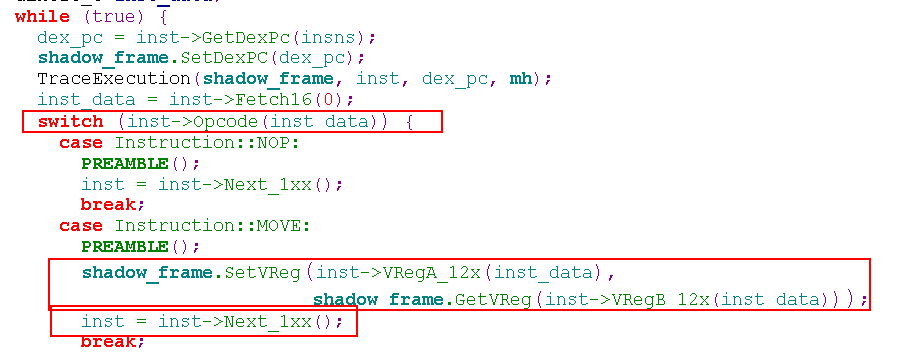 while (true) {
dex_pc = inst->GetDexPc(insns);
shadow_frame.SetDexPC(dex_pc);
TraceExecution(shadow_frame, inst, dex_pc, mh);
inst_data = inst->Fetch16(0);
switch (inst->Opcode(inst_data)) {
case Instruction::NOP:
PREAMBLE();
inst = inst->Next_1xx();
break;
case Instruction::MOVE:
PREAMBLE();
shadow_frame.SetVReg(inst->VRegA_12x(inst_data),
shadow_frame.GetVReg(inst->VRegB_12x(inst_data)));
inst = inst->Next_1xx();
break;